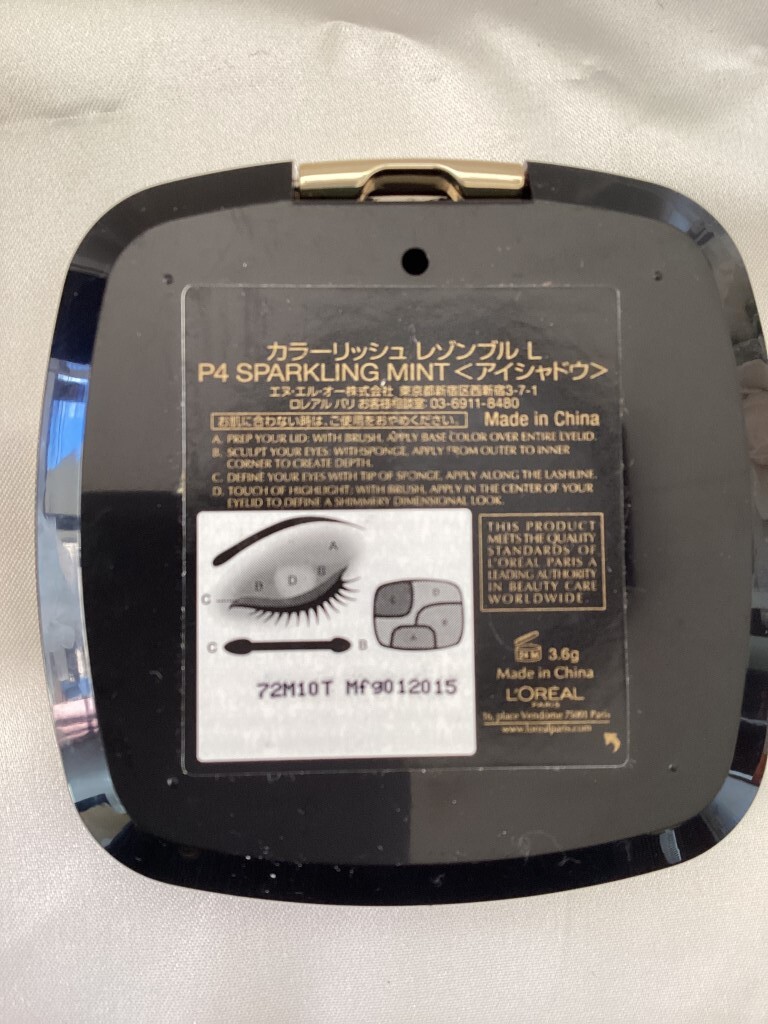 カラーリッシュ レゾンブル L
P4 SPARKLING MINT <アイシャドウ>
エヌ・エル・オー株式会社 東京都新宿区西新宿3-7-1
ロレアル パリ お客様相談室 03-6911-8480
お肌に合わない時は、ご使用をおやめください。 Made in China
A. PREP YOUR LID: WITH BRUSH, APPLY BASE COLOR OVER ENTIRE EYELID.
B. SCULPT YOUR EYES: WITH SPONGE, APPLY FROM OUTER TO INNER
CORNER TO CREATE DEPTH.
C. DEFINE YOUR EYES WITH TIP OF SPONGE, APPLY ALONG THE LASHLINE.
D. TOUCH OF HIGHLIGHT: WITH BRUSH, APPLY IN THE CENTER OF YOUR
EYELID TO DEFINE A SHIMMERY DIMENSIONAL LOOK.
THIS PRODUCT
MEETS THE QUALITY
STANDARDS OF
L'ORÉAL PARIS A
LEADING AUTHORITY
IN BEAUTY CARE
WORLDWIDE.
A
B D B
C
C B
D
A
72M10T Mf9012015
24 M 3.6g
Made in China
L'ORÉAL
PARIS
16, place Vendome 75001 Paris
www.lorealparis.com